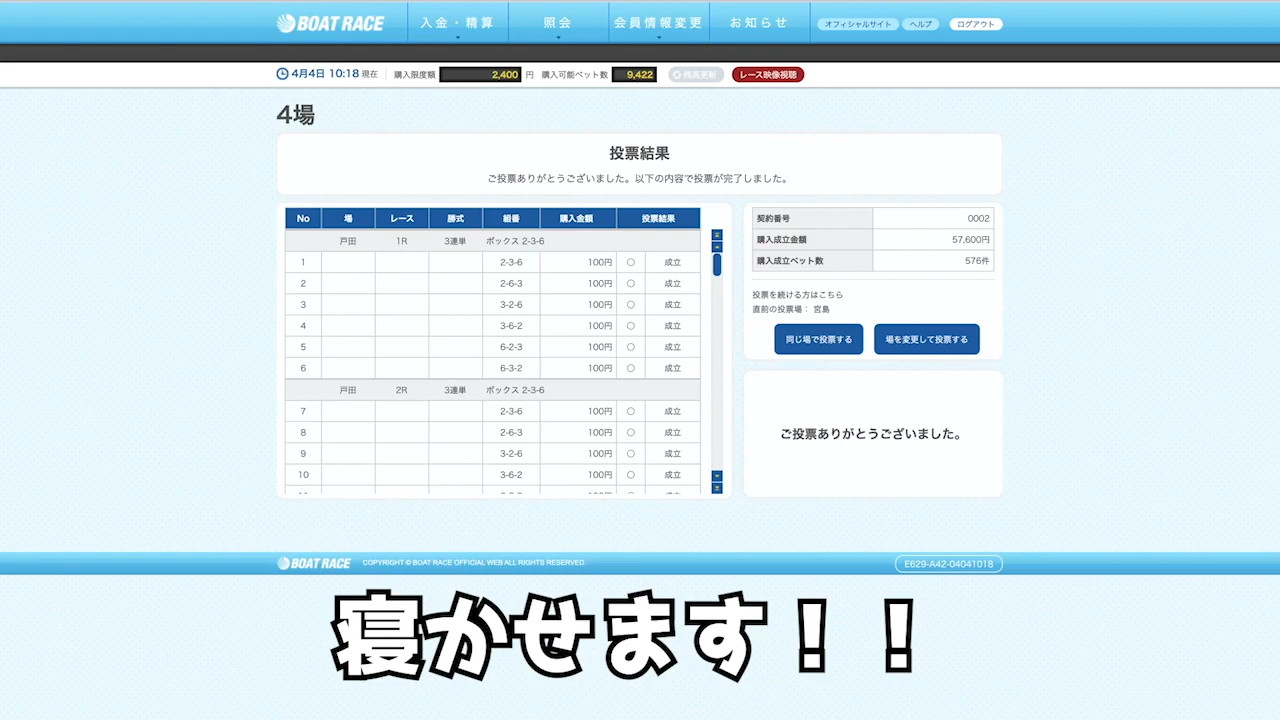 BOAT RACE 入金・精算 照会 会員情報変更 お知らせ オフィシャルサイト ヘルプ ログアウト
4月4日 10:18 現在 購入限度額 2,400 円 購入可能ベット数 9,422 残高更新 レース映像視聴
4場
投票結果
ご投票ありがとうございました。以下の内容で投票が完了しました。
No 場 レース 勝式 組番 購入金額 投票結果
戸田 1R 3連単 ボックス 2-3-6
1 2-3-6 100円 ○ 成立
2 2-6-3 100円 ○ 成立
3 3-2-6 100円 ○ 成立
4 3-6-2 100円 ○ 成立
5 6-2-3 100円 ○ 成立
6 6-3-2 100円 ○ 成立
戸田 2R 3連単 ボックス 2-3-6
7 2-3-6 100円 ○ 成立
8 2-6-3 100円 ○ 成立
9 3-2-6 100円 ○ 成立
10 3-6-2 100円 ○ 成立
契約番号 0002
購入成立金額 57,600円
購入成立ベット数 576件
投票を続ける方はこちら
直前の投票場： 宮島
同じ場で投票する 場を変更して投票する
ご投票ありがとうございました。
BOAT RACE COPYRIGHT © BOAT RACE OFFICIAL WEB ALL RIGHTS RESERVED. E629-A42-04041018
寝かせます！！